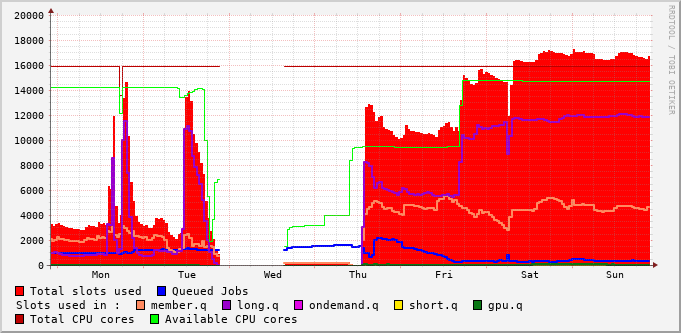 20000
18000
16000
14000
12000
10000
8000
6000
4000
2000
0
Mon Tue Wed Thu Fri Sat Sun
RRDTOOL / TOBI OETIKER
Total slots used Queued Jobs
Slots used in : member.q long.q ondemand.q short.q gpu.q
Total CPU cores Available CPU cores